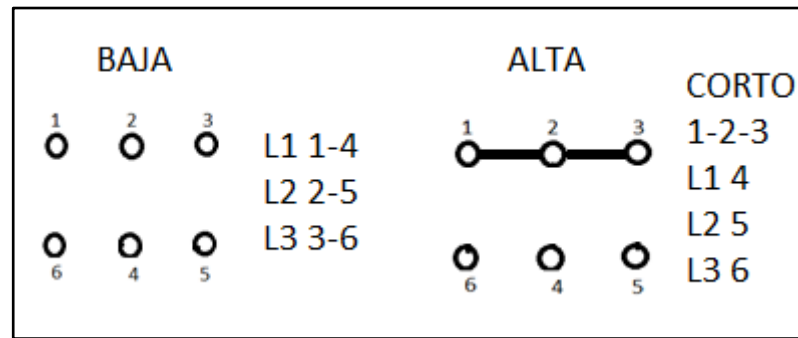 BAJA
1 2 3
6 4 5
L1 1-4
L2 2-5
L3 3-6
ALTA
1 2 3
6 4 5
CORTO
1-2-3
L1 4
L2 5
L3 6